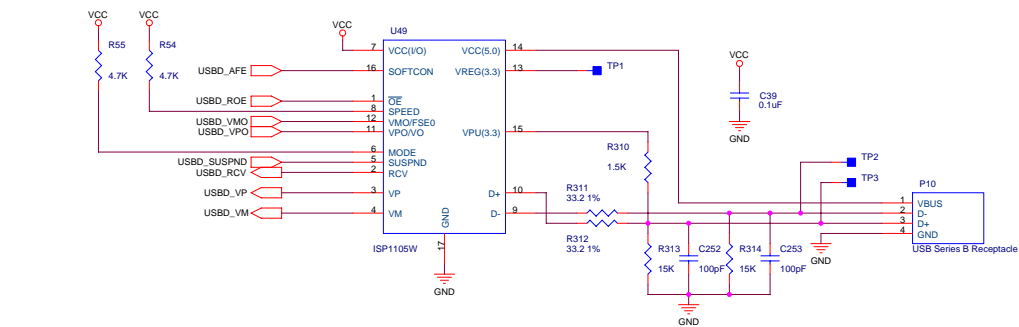 VCC
VCC
VCC
U49
R55
R54
4.7K
4.7K
7
VCC(I/O)
VCC(5.0)
14
USBD_AFE
16
SOFTCON
VREG(3.3)
13
TP1
VCC
C39
0.1uF
GND
USBD_ROE
1
OE
8
SPEED
USBD_VMO
12
VMO/FSE0
USBD_VPO
11
VPO/VO
VPU(3.3)
15
6
MODE
USBD_SUSPND
5
SUSPND
USBD_RCV
2
RCV
R310
1.5K
TP2
TP3
USBD_VP
3
VP
D+
10
USBD_VM
4
VM
D-
9
GND
17
ISP1105W
GND
R311
33.2 1%
R312
33.2 1%
P10
1
VBUS
2
D-
3
D+
4
GND
USB Series B Receptacle
GND
R313
15K
C252
100pF
R314
15K
C253
100pF
GND